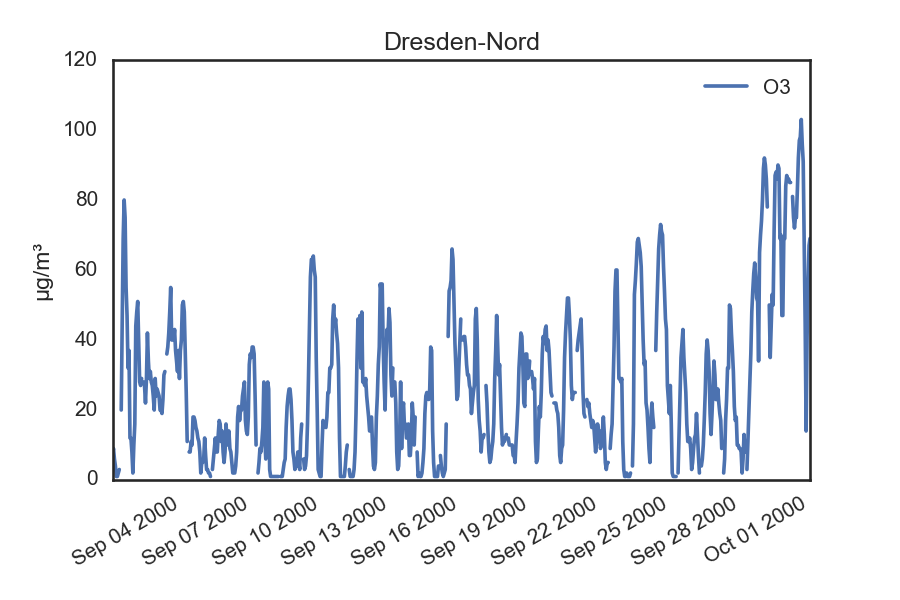 Dresden-Nord
O3
µg/m³
120
100
80
60
40
20
0
Sep 04 2000
Sep 07 2000
Sep 10 2000
Sep 13 2000
Sep 16 2000
Sep 19 2000
Sep 22 2000
Sep 25 2000
Sep 28 2000
Oct 01 2000